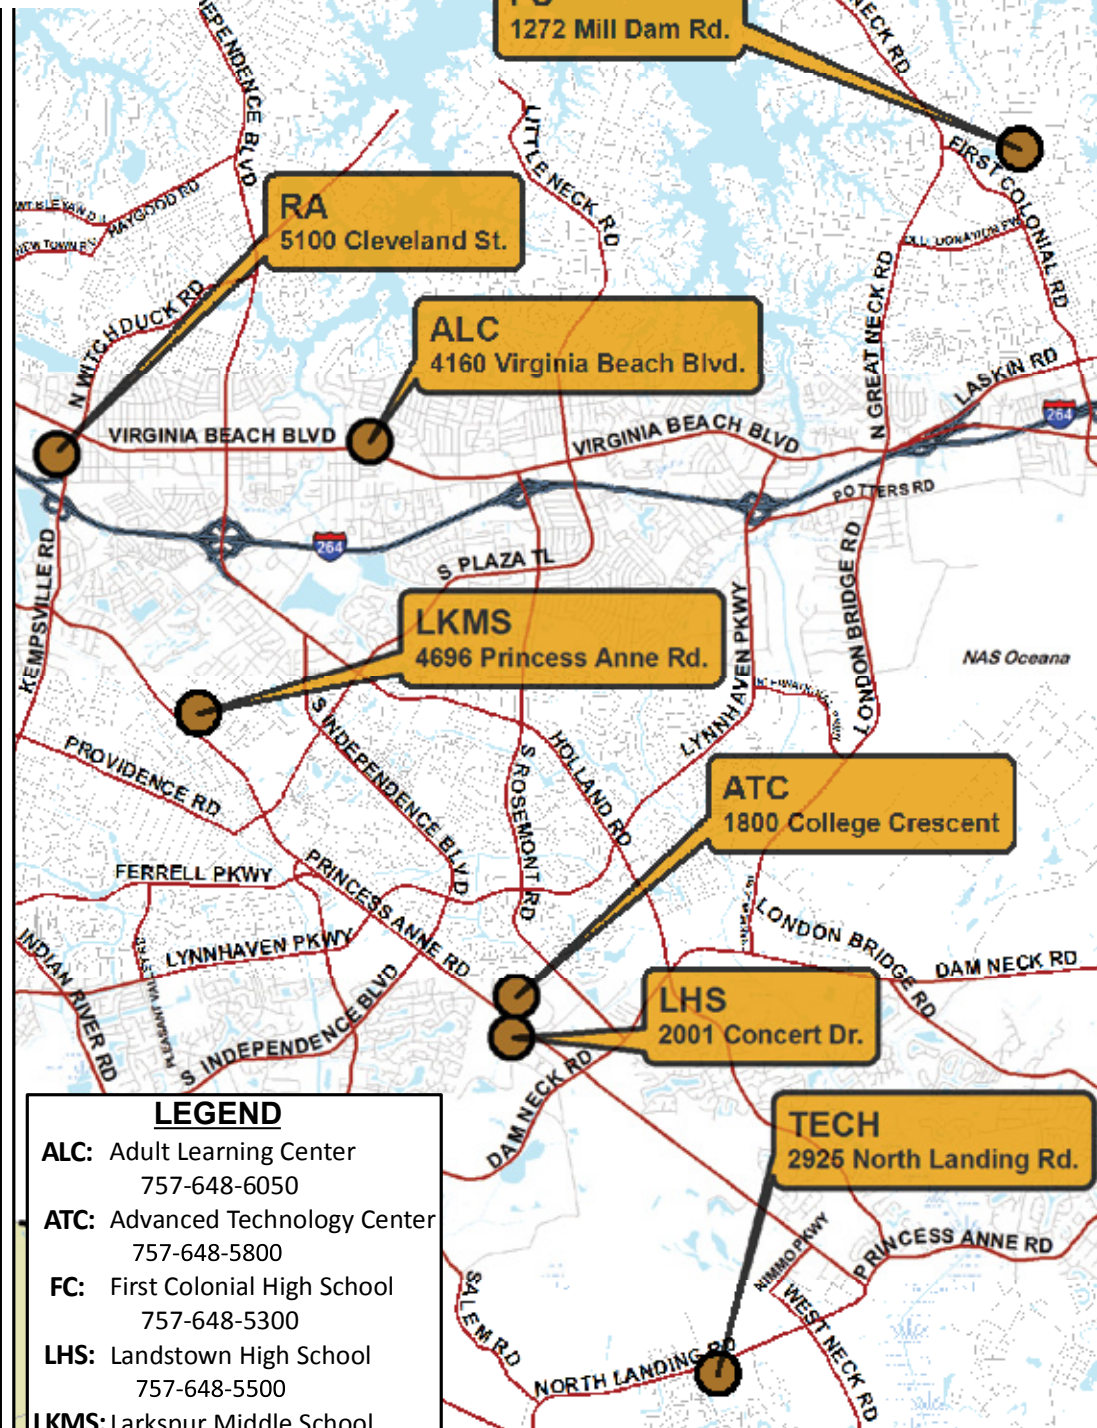 1272 Mill Dam Rd.
NECK RD
EPENDENCE BLVD
LITTLE NECK RD
FIRST COLONIAL RD
HAYGOOD RD
RA
5100 Cleveland St.
N WITCHDUCK RD
ALC
4160 Virginia Beach Blvd.
N GREAT NECK RD
LASKIN RD
264
VIRGINIA BEACH BLVD
VIRGINIA BEACH BLVD
POTTERS RD
264
S PLAZA TL
KEMPSVILLE RD
LKMS
4696 Princess Anne Rd.
LYNNHAVEN PKWY
LONDON BRIDGE RD
NAS Oceana
PROVIDENCE RD
S INDEPENDENCE BLVD
S ROSEMONT RD
HOLLAND RD
ATC
1800 College Crescent
FERRELL PKWY
PRINCESS ANNE RD
LYNNHAVEN PKWY
INDIAN RIVER RD
S INDEPENDENCE BLVD
LONDON BRIDGE RD
DAM NECK RD
LHS
2001 Concert Dr.
DAM NECK RD
TECH
2925 North Landing Rd.
NIMMO PKWY
PRINCESS ANNE RD
SALEM RD
WEST NECK RD
NORTH LANDING RD
LEGEND
ALC: Adult Learning Center
757-648-6050
ATC: Advanced Technology Center
757-648-5800
FC: First Colonial High School
757-648-5300
LHS: Landstown High School
757-648-5500
LKMS: Larkspur Middle School